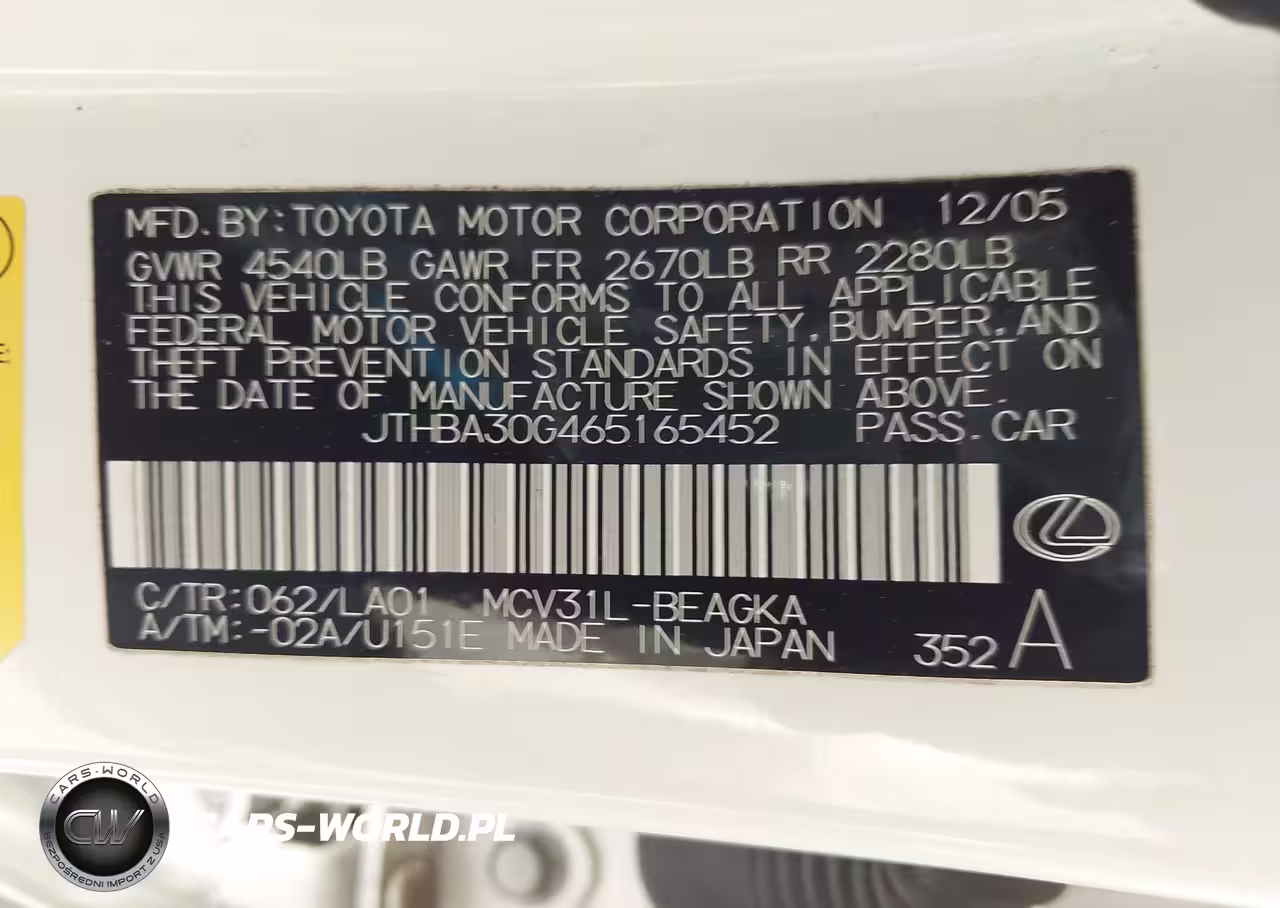 MFD.BY:TOYOTA MOTOR CORPORATION 12/05
GVWR 4540LB GAWR FR 2670LB RR 2280LB
THIS VEHICLE CONFORMS TO ALL APPLICABLE
FEDERAL MOTOR VEHICLE SAFETY,BUMPER,AND
THEFT PREVENTION STANDARDS IN EFFECT ON
THE DATE OF MANUFACTURE SHOWN ABOVE.
JTHBA30G465165452 PASS.CAR
C/TR:062/LA01 MCV31L-BEAGKA
A/TM:-02A/U151E MADE IN JAPAN 352 A
CARS-WORLD
CW
BEZPOŚREDNI IMPORT Z USA
CARS-WORLD.PL